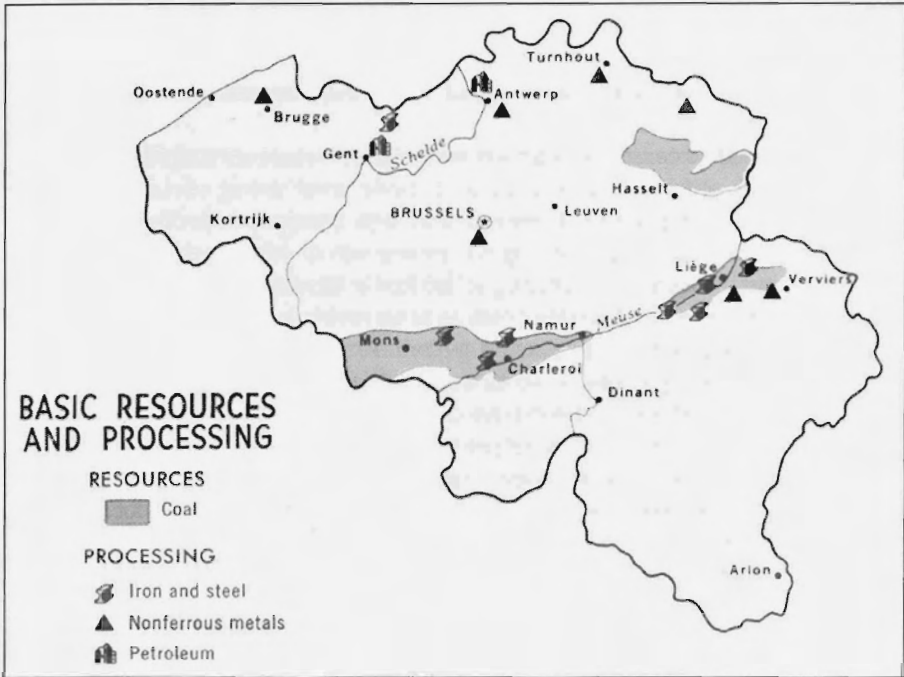 Turnhout
Oostende
Brugge
Antwerp
Gent
Schelde
Hasselt
Kortrijk
BRUSSELS
Leuven
Liège
Verviers
Namur
Meuse
Mons
Charleroi
Dinant
BASIC RESOURCES
AND PROCESSING
RESOURCES
Coal
PROCESSING
Iron and steel
Nonferrous metals
Petroleum
Arlon